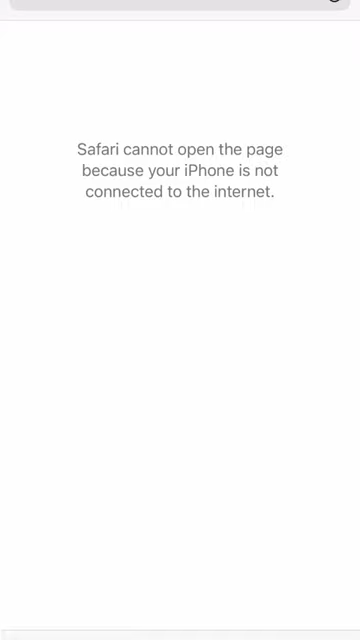 Safari cannot open the page
because your iPhone is not
connected to the internet.